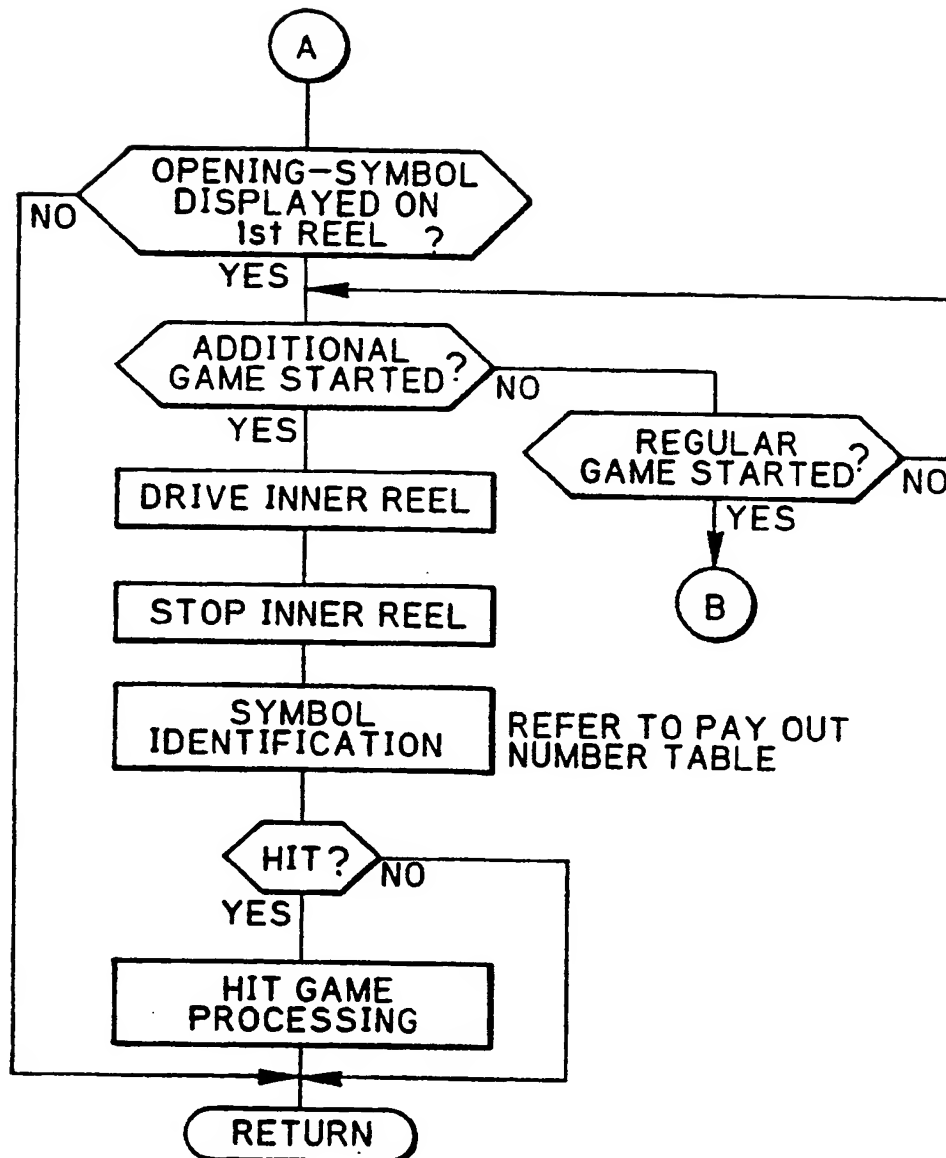 A
OPENING-SYMBOL
DISPLAYED ON
1st REEL ?
NO
YES
ADDITIONAL
GAME STARTED?
NO
YES
REGULAR
GAME STARTED?
NO
YES
B
DRIVE INNER REEL
STOP INNER REEL
SYMBOL
IDENTIFICATION
REFER TO PAY OUT
NUMBER TABLE
HIT?
NO
YES
HIT GAME
PROCESSING
RETURN